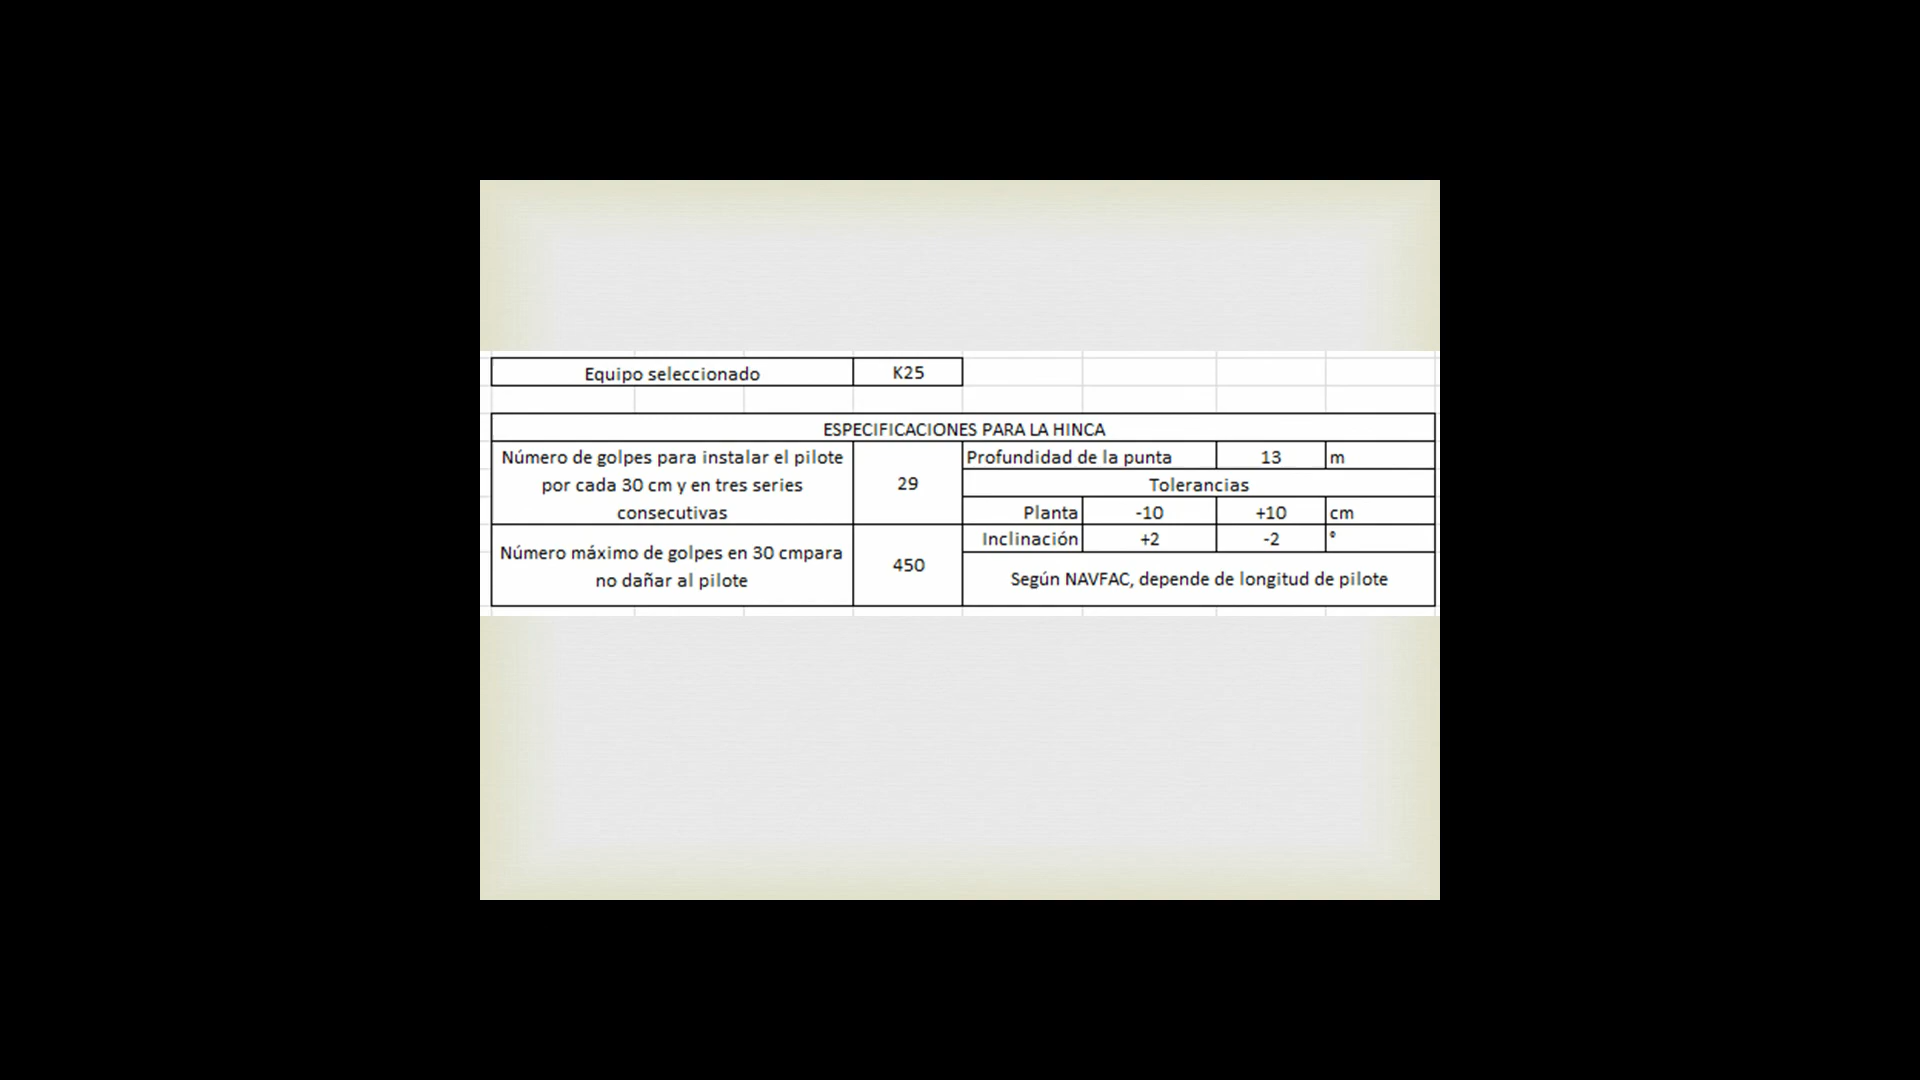 Equipo seleccionado K25
ESPECIFICACIONES PARA LA HINCA
Número de golpes para instalar el pilote
por cada 30 cm y en tres series
consecutivas
29
Profundidad de la punta 13 m
Tolerancias
Planta -10 +10 cm
Inclinación +2 -2 °
Número máximo de golpes en 30 cmpara
no dañar al pilote
450
Según NAVFAC, depende de longitud de pilote